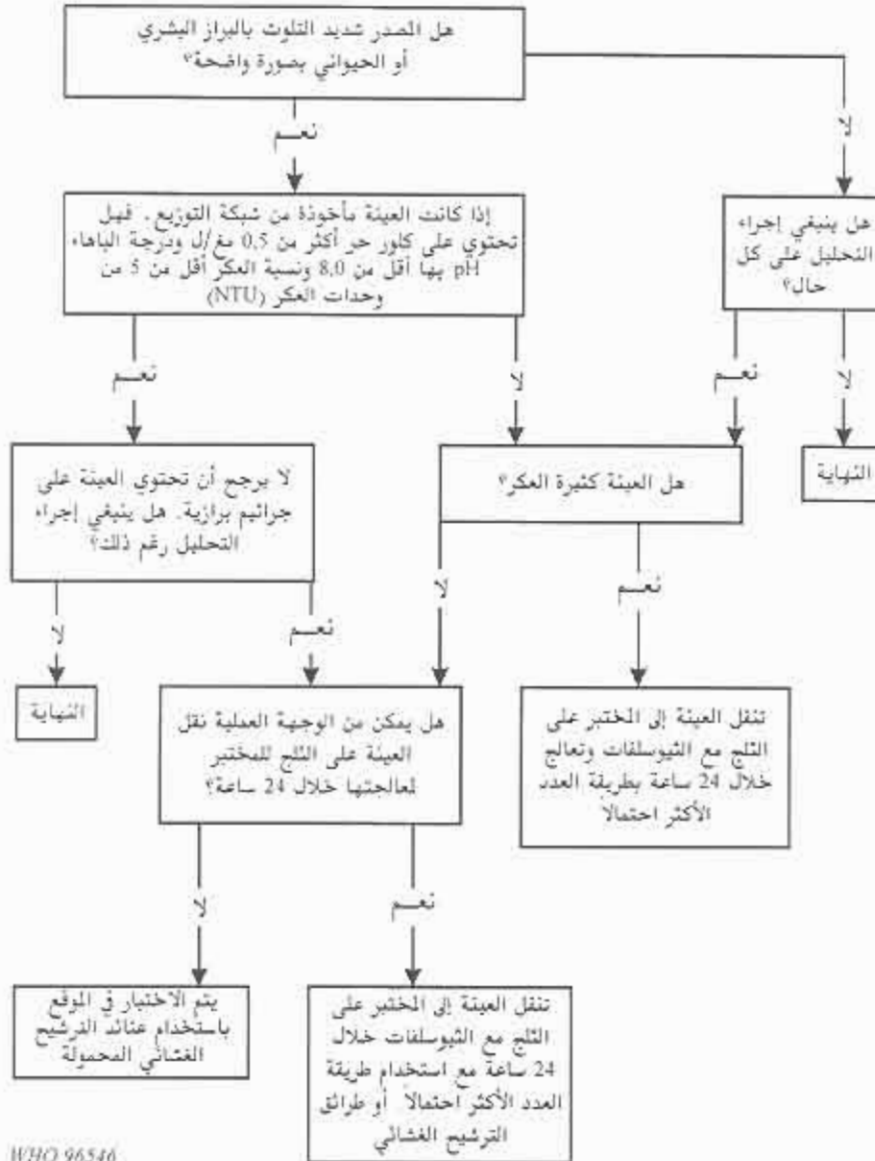 هل المصدر شديد التلوث بالبراز البشري
أو الحيواني بصورة واضحة؟
نعـم
لا
إذا كانت العينة مأخوذة من شبكة التوزيع. فهل
تحتوي على كلور حر أكثر من 0,5 مغ/ل ودرجة الباهاء
pH بها أقل من 8,0 ونسبة العكر أقل من 5 من
وحدات العكر (NTU)
هل ينبغي إجراء
التحليل على كل
حال؟
نعـم
لا
نعـم
لا
لا يرجح أن تحتوي العينة على
جراثيم برازية. هل ينبغي إجراء
التحليل رغم ذلك؟
هل العينة كثيرة العكر؟
النهاية
لا
نعـم
لا
نعـم
النهاية
هل يمكن من الوجهة العملية نقل
العينة على الثلج للمختبر
لمعالجتها خلال 24 ساعة؟
تنقل العينة إلى المختبر على
الثلج مع الثيوسلفات وتعالج
خلال 24 ساعة بطريقة العدد
الأكثر احتمالاً
لا
نعـم
يتم الاختبار في الموقع
باستخدام عتائد الترشيح
الغشائي المحمولة
تنقل العينة إلى المختبر على
الثلج مع الثيوسلفات خلال
24 ساعة مع استخدام طريقة
العدد الأكثر احتمالاً أو طرائق
الترشيح الغشائي
WHO 96546